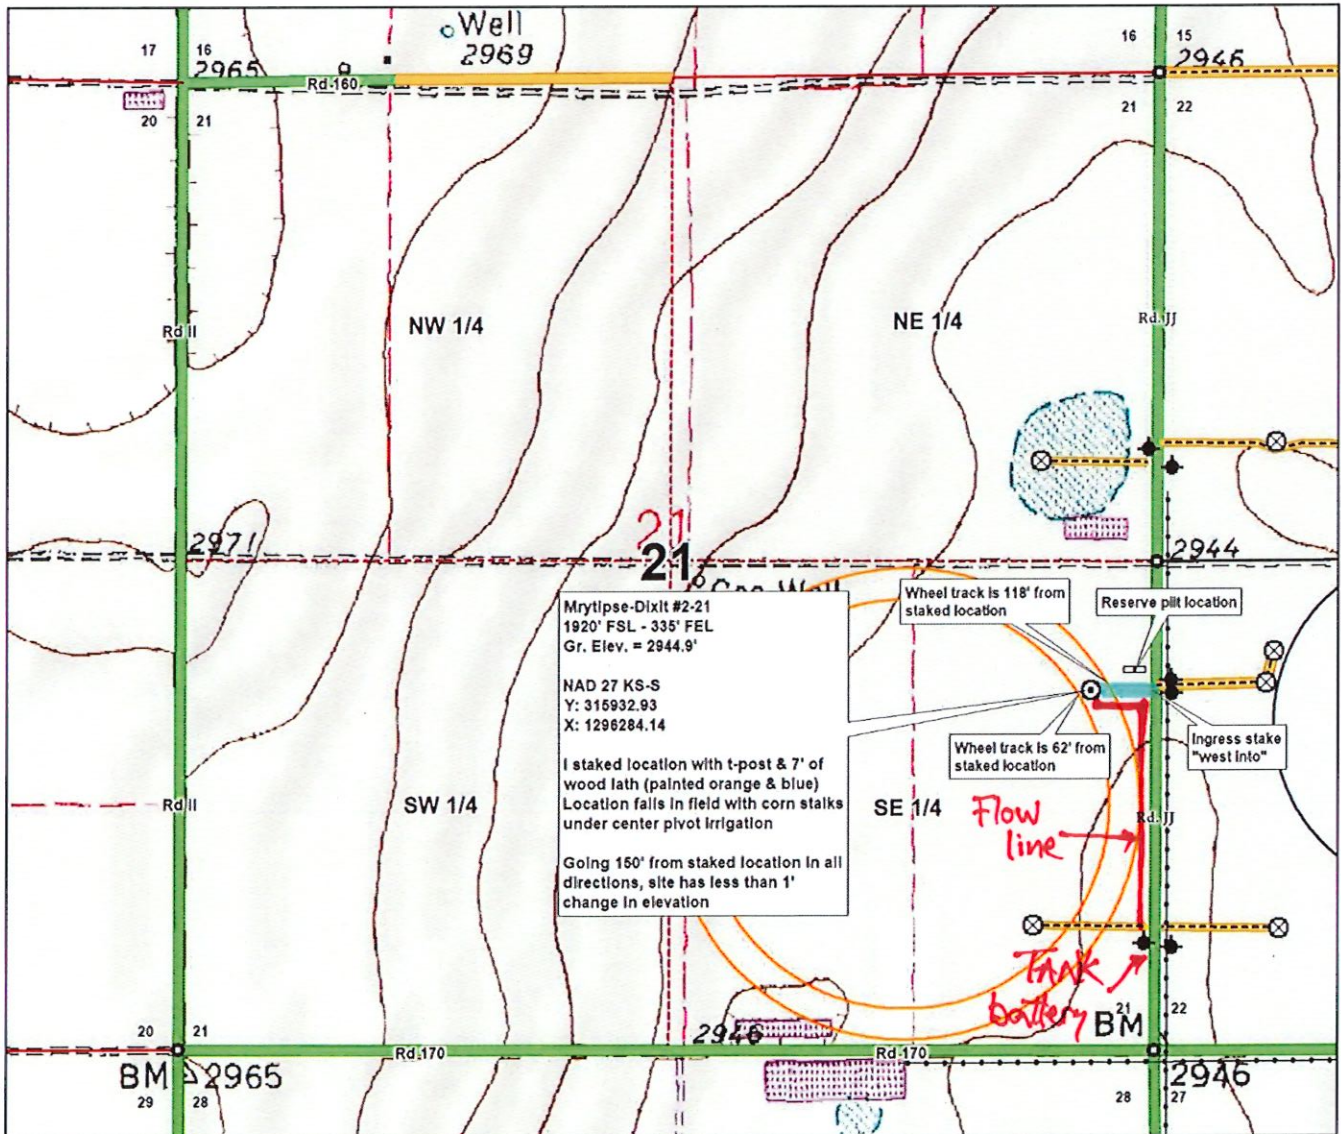 Well
2969
17 16
2965
Rd 160
16 15
2946
20 21
21 22
Rd II
NW 1/4
NE 1/4
Rd. JJ
2971
21
21
2944
Wheel track is 118' from
staked location
Reserve piit location
Mrytipse-Dixit #2-21
1920' FSL - 335' FEL
Gr. Elev. = 2944.9'
NAD 27 KS-S
Y: 315932.93
X: 1296284.14
I staked location with t-post & 7' of
wood lath (painted orange & blue)
Location falls in field with corn stalks
under center pivot irrigation
Going 150' from staked location in all
directions, site has less than 1'
change in elevation
Wheel track is 62' from
staked location
Ingress stake
"west into"
Rd II
SW 1/4
SE 1/4
Flow
line
Rd. JJ
TANK
battery
21 22
BM
20 21
2946
Rd 170
Rd 170
BM 2965
2946
29 28
28 27